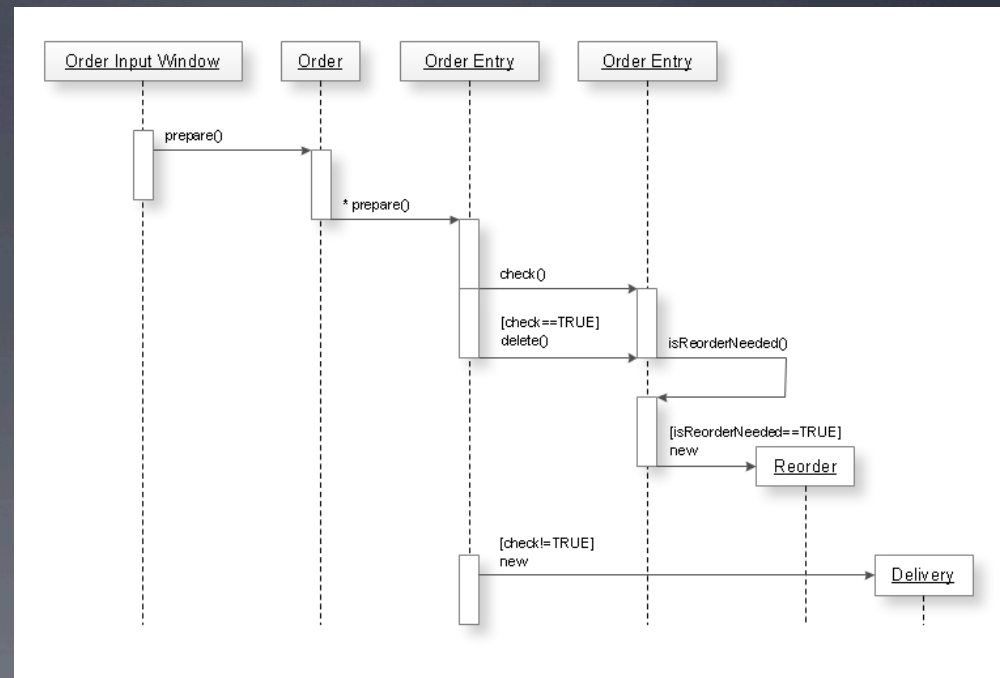 Order Input Window
Order
Order Entry
Order Entry
prepare()
* prepare()
check()
[check==TRUE]
delete()
isReorderNeeded()
[isReorderNeeded==TRUE]
new
Reorder
[check!=TRUE]
new
Delivery